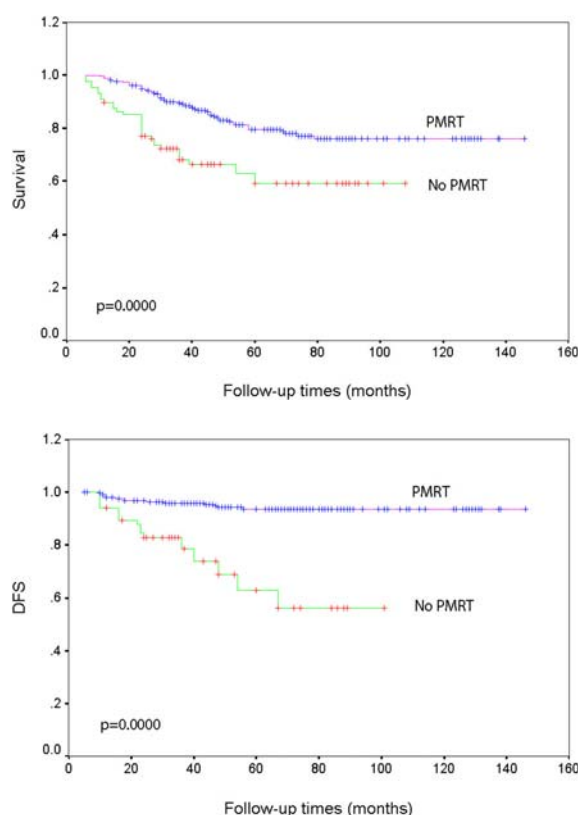 1.2
1.0
.8
.6
.4
.2
0.0
Survival
PMRT
No PMRT
p=0.0000
0 20 40 60 80 100 120 140 160
Follow-up times (months)
1.2
1.0
.8
.6
.4
.2
0.0
DFS
PMRT
No PMRT
p=0.0000
0 20 40 60 80 100 120 140 160
Follow-up times (months)